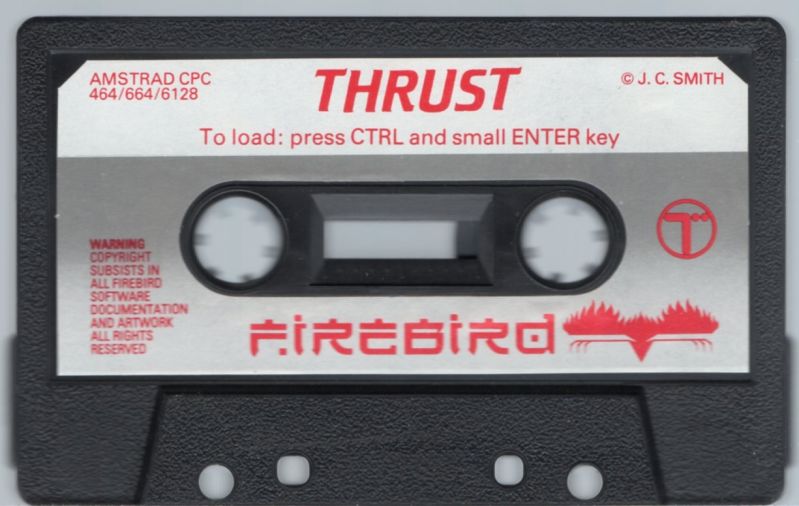 AMSTRAD CPC
464/664/6128
THRUST
© J. C. SMITH
To load: press CTRL and small ENTER key
WARNING
COPYRIGHT
SUBSISTS IN
ALL FIREBIRD
SOFTWARE
DOCUMENTATION
AND ARTWORK
ALL RIGHTS
RESERVED
FIREBIRD